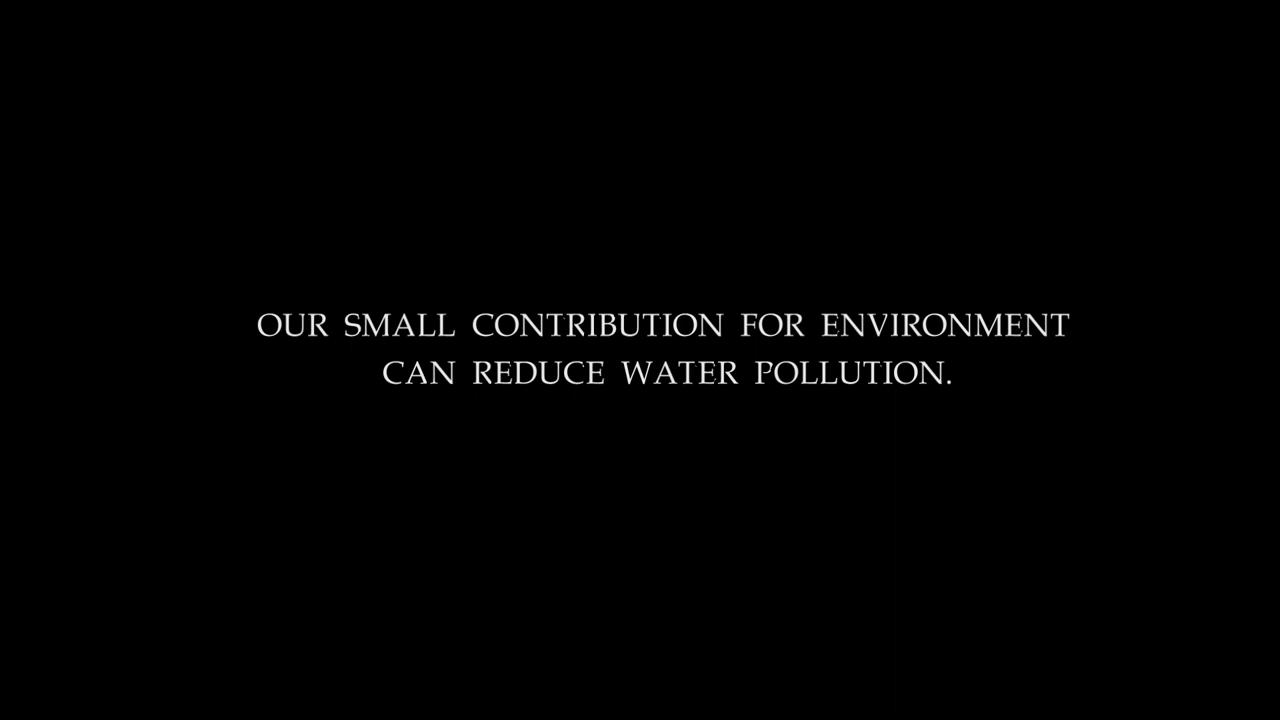 OUR SMALL CONTRIBUTION FOR ENVIRONMENT
CAN REDUCE WATER POLLUTION.